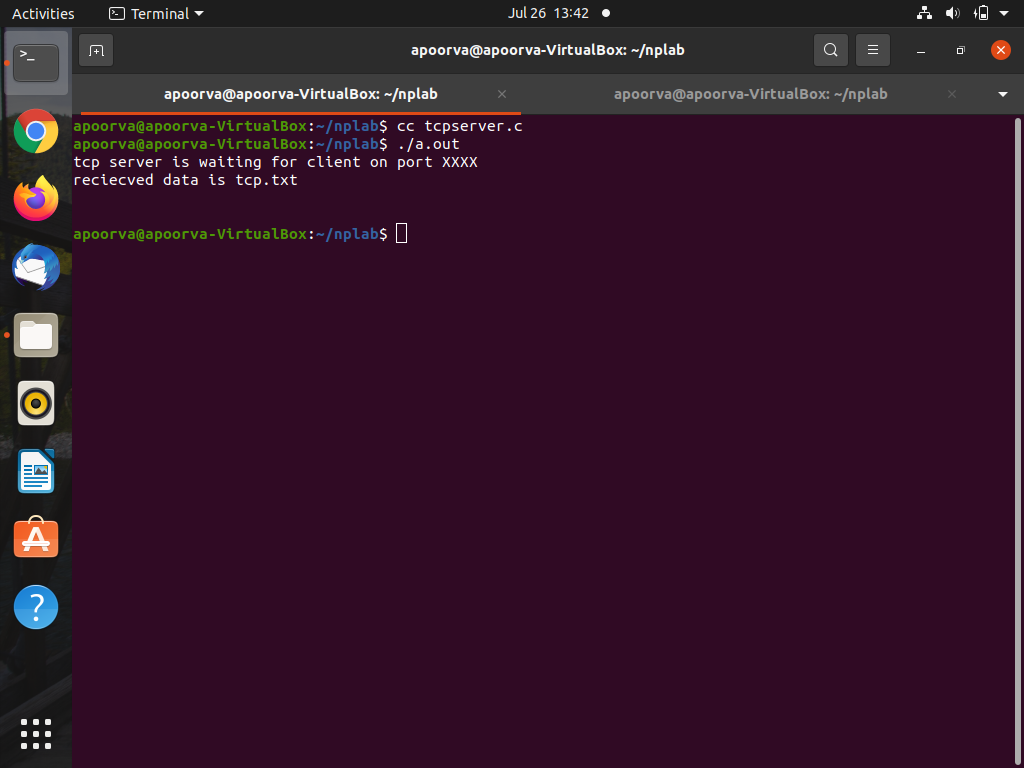 Activities
Terminal
Jul 26 13:42
apoorva@apoorva-VirtualBox: ~/nplab
apoorva@apoorva-VirtualBox: ~/nplab
apoorva@apoorva-VirtualBox: ~/nplab
apoorva@apoorva-VirtualBox:~/nplab$ cc tcpserver.c
apoorva@apoorva-VirtualBox:~/nplab$ ./a.out
tcp server is waiting for client on port XXXX
reciecved data is tcp.txt
apoorva@apoorva-VirtualBox:~/nplab$